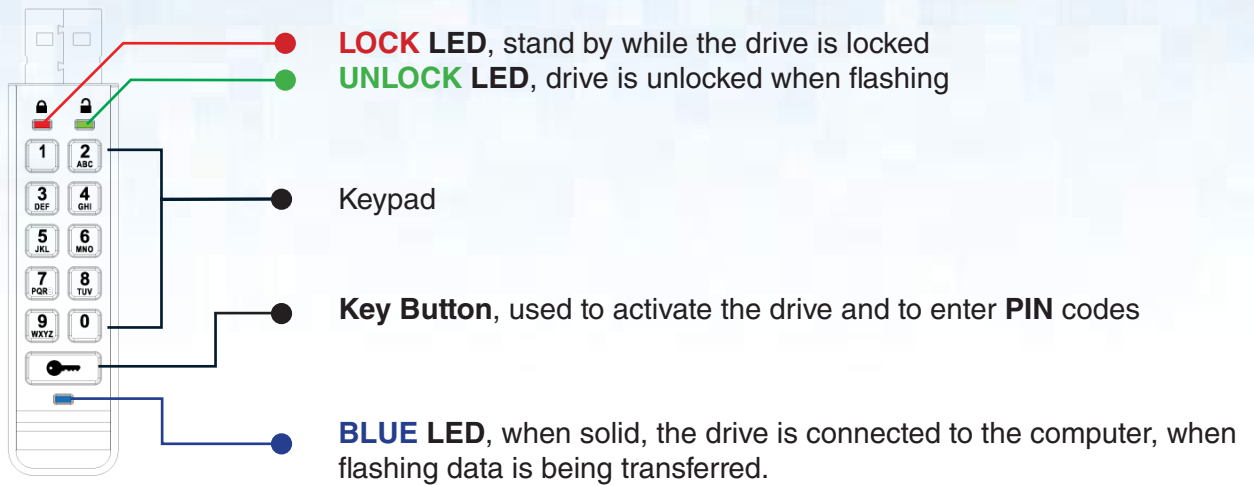 LOCK LED, stand by while the drive is locked
UNLOCK LED, drive is unlocked when flashing
1 2
ABC
3 4
DEF GHI
5 6
JKL MNO
7 8
PQRS TUV
9 0
WXYZ
Keypad
Key Button, used to activate the drive and to enter PIN codes
BLUE LED, when solid, the drive is connected to the computer, when
flashing data is being transferred.